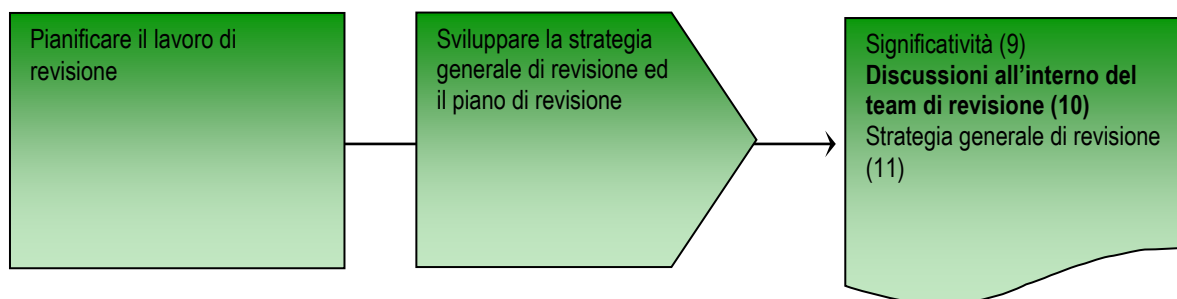 Pianificare il lavoro di
revisione
Sviluppare la strategia
generale di revisione ed
il piano di revisione
Significatività (9)
Discussioni all’interno del
team di revisione (10)
Strategia generale di revisione
(11)